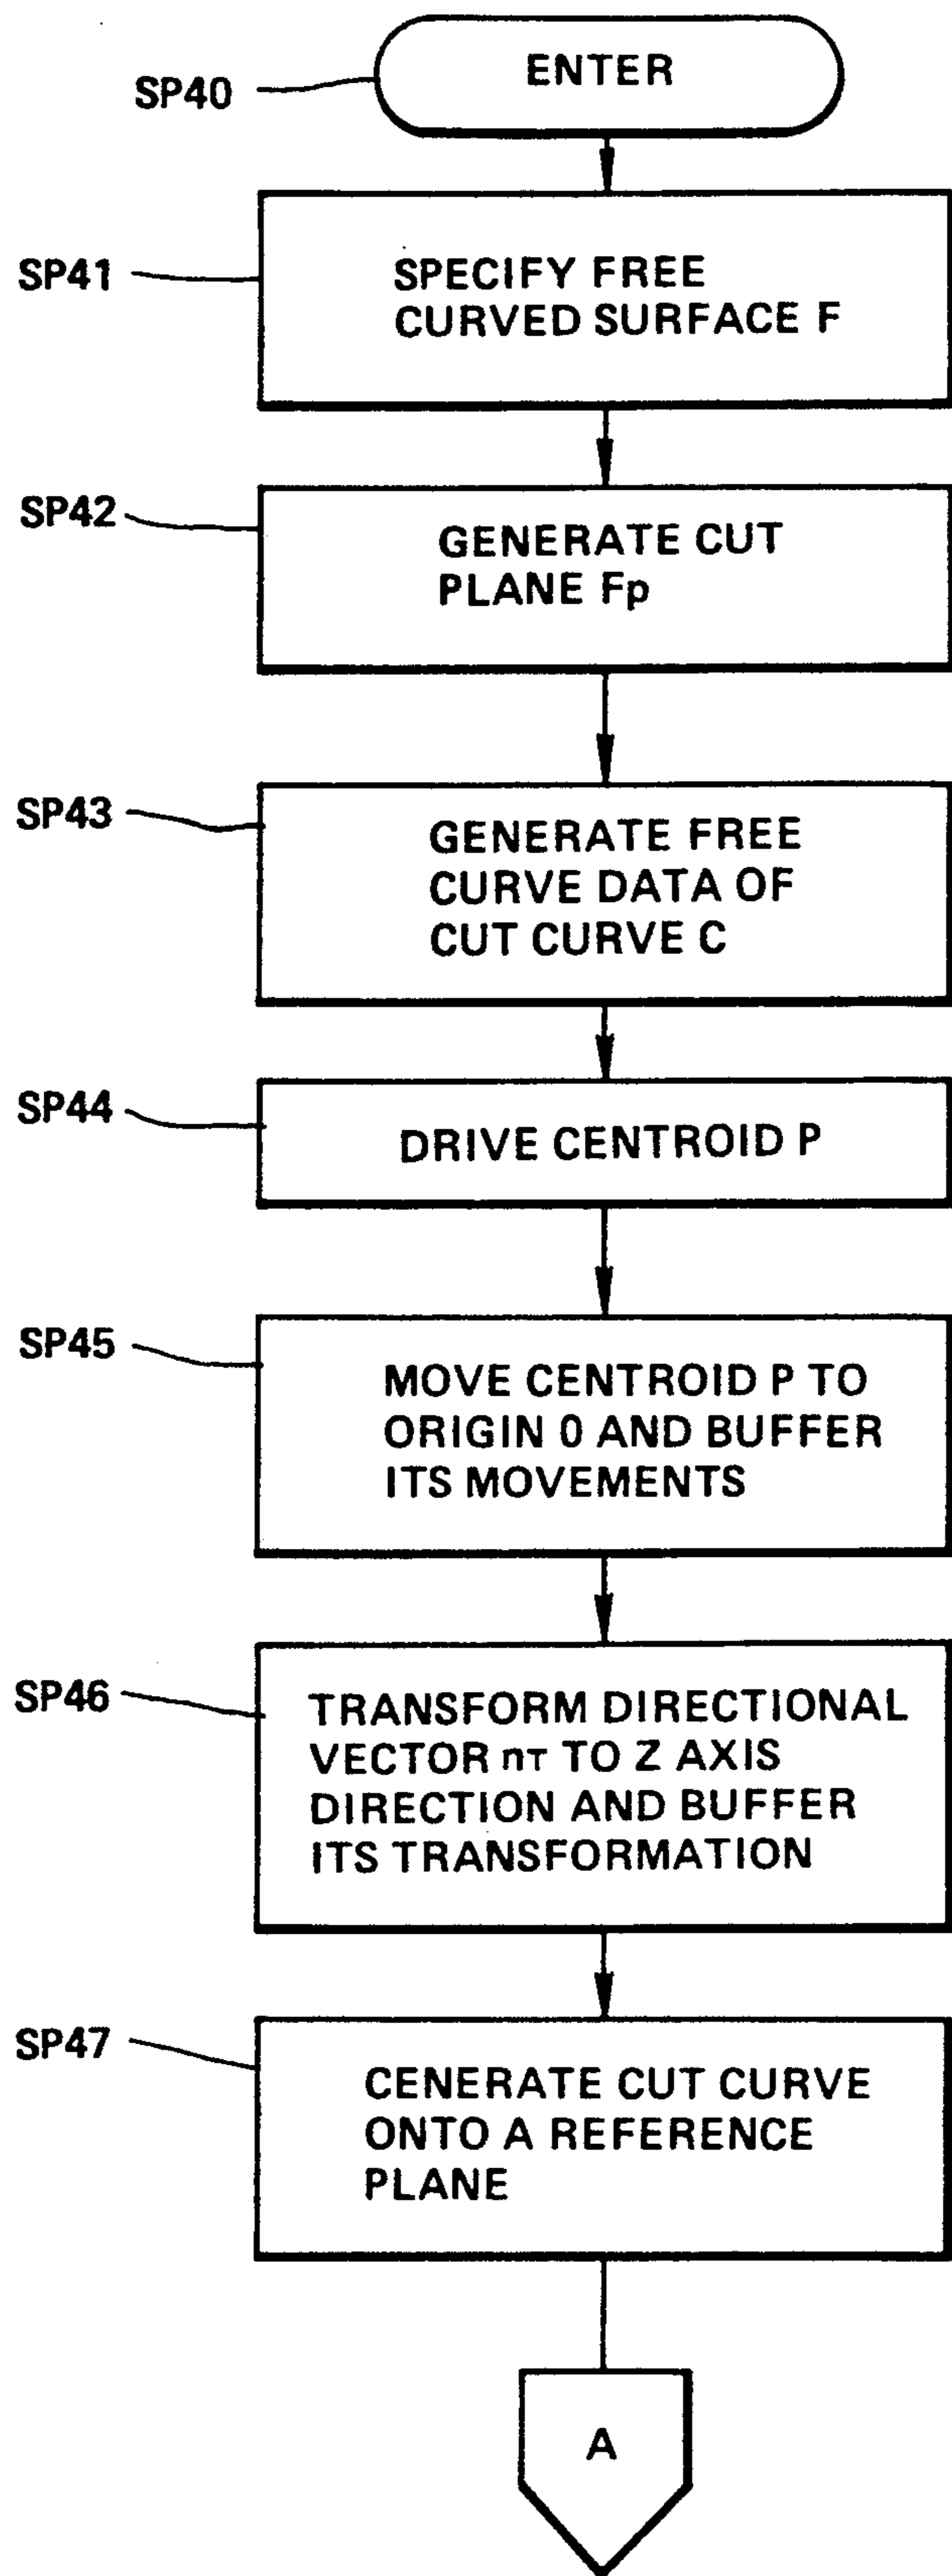 SP40
ENTER
SP41
SPECIFY FREE
CURVED SURFACE F
SP42
GENERATE CUT
PLANE Fp
SP43
GENERATE FREE
CURVE DATA OF
CUT CURVE C
SP44
DRIVE CENTROID P
SP45
MOVE CENTROID P TO
ORIGIN 0 AND BUFFER
ITS MOVEMENTS
SP46
TRANSFORM DIRECTIONAL
VECTOR nT TO Z AXIS
DIRECTION AND BUFFER
ITS TRANSFORMATION
SP47
CENERATE CUT CURVE
ONTO A REFERENCE
PLANE
A